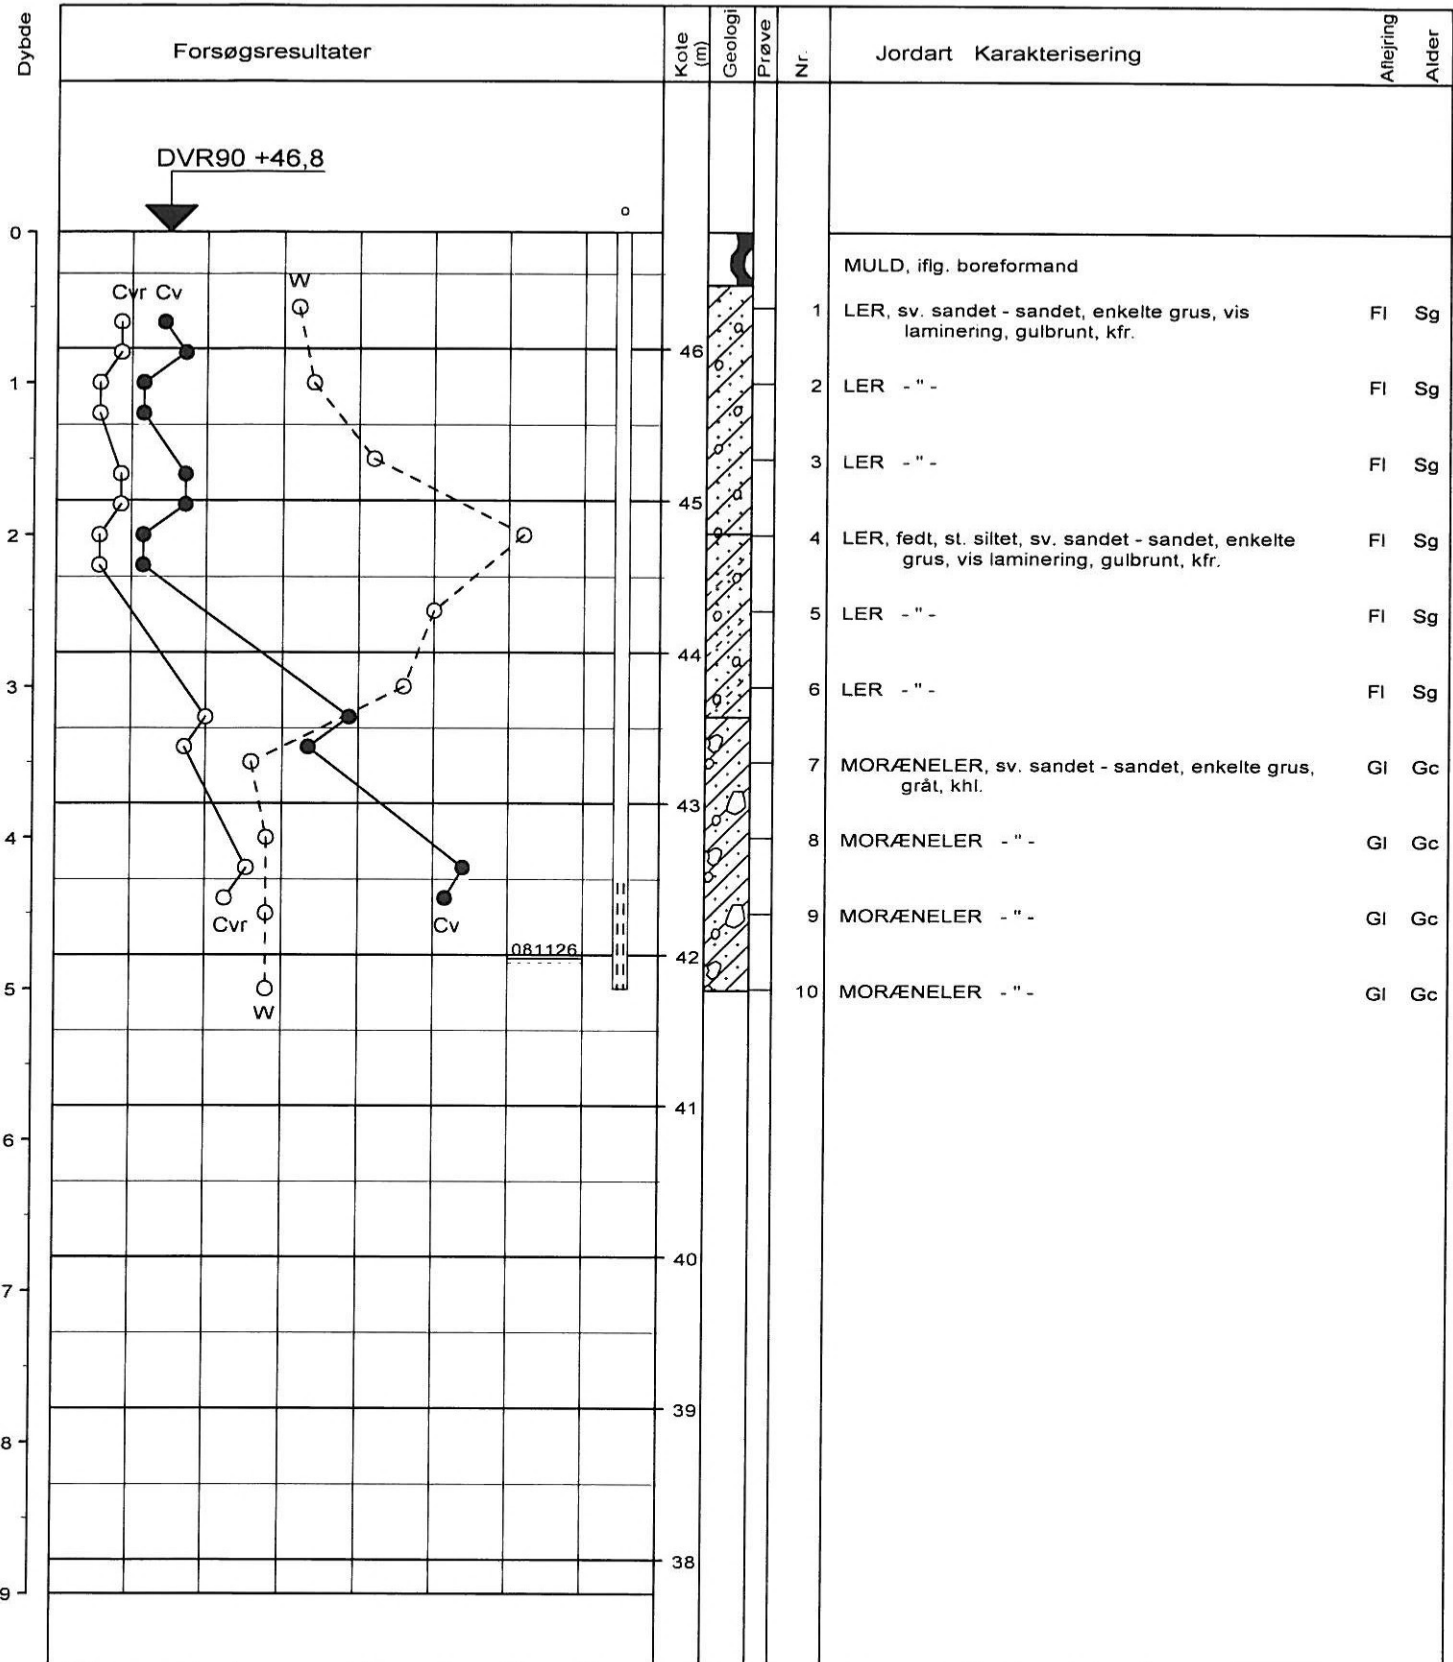 Dybde
Forsøgsresultater
Kote (m)
Geologi
Prøve
Nr.
Jordart Karakterisering
Aflejring
Alder
DVR90 +46,8
0
MULD, iflg. boreformand
W
Cvr Cv
1 LER, sv. sandet - sandet, enkelte grus, vis Fl Sg
laminering, gulbrunt, kfr.
46
1
2 LER - " - Fl Sg
3 LER - " - Fl Sg
45
2
4 LER, fedt, st. siltet, sv. sandet - sandet, enkelte Fl Sg
grus, vis laminering, gulbrunt, kfr.
5 LER - " - Fl Sg
44
3
6 LER - " - Fl Sg
7 MORÆNELER, sv. sandet - sandet, enkelte grus, Gl Gc
gråt, khl.
43
4
8 MORÆNELER - " - Gl Gc
9 MORÆNELER - " - Gl Gc
Cvr Cv
081126
42
5
10 MORÆNELER - " - Gl Gc
W
41
6
40
7
39
8
38
9